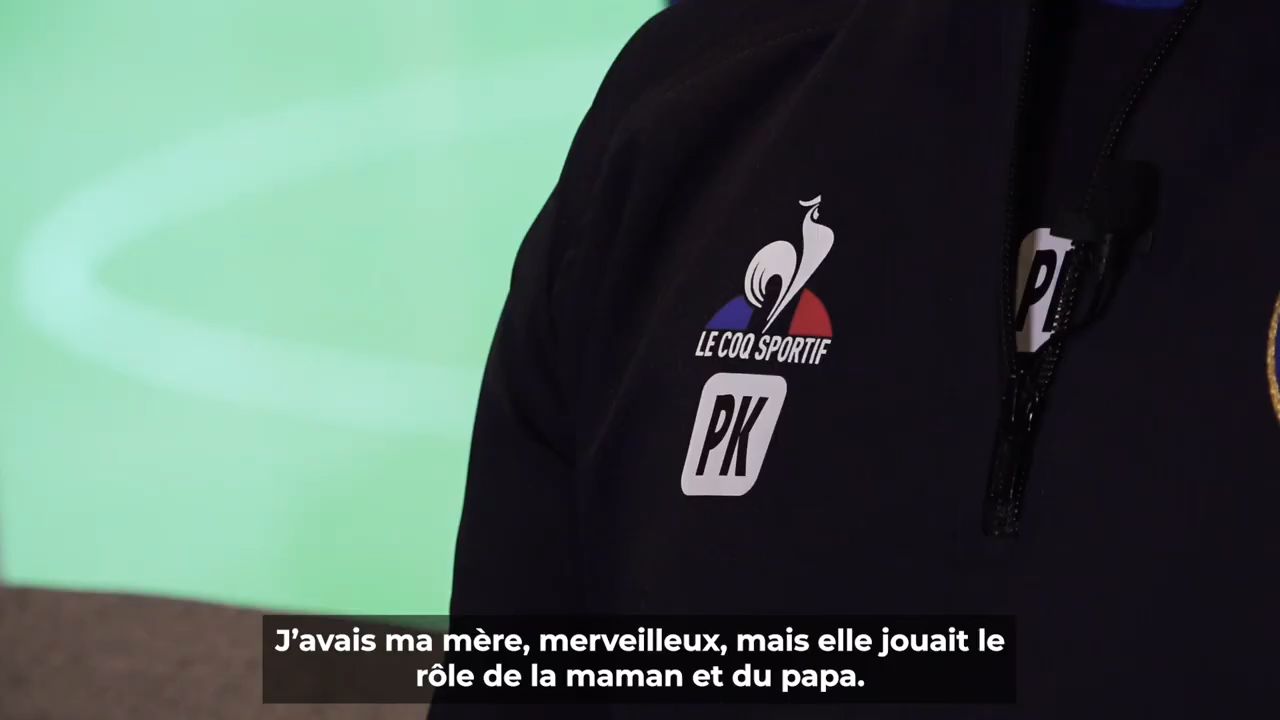 LE COQ SPORTIF
PK
J’avais ma mère, merveilleux, mais elle jouait le
rôle de la maman et du papa.